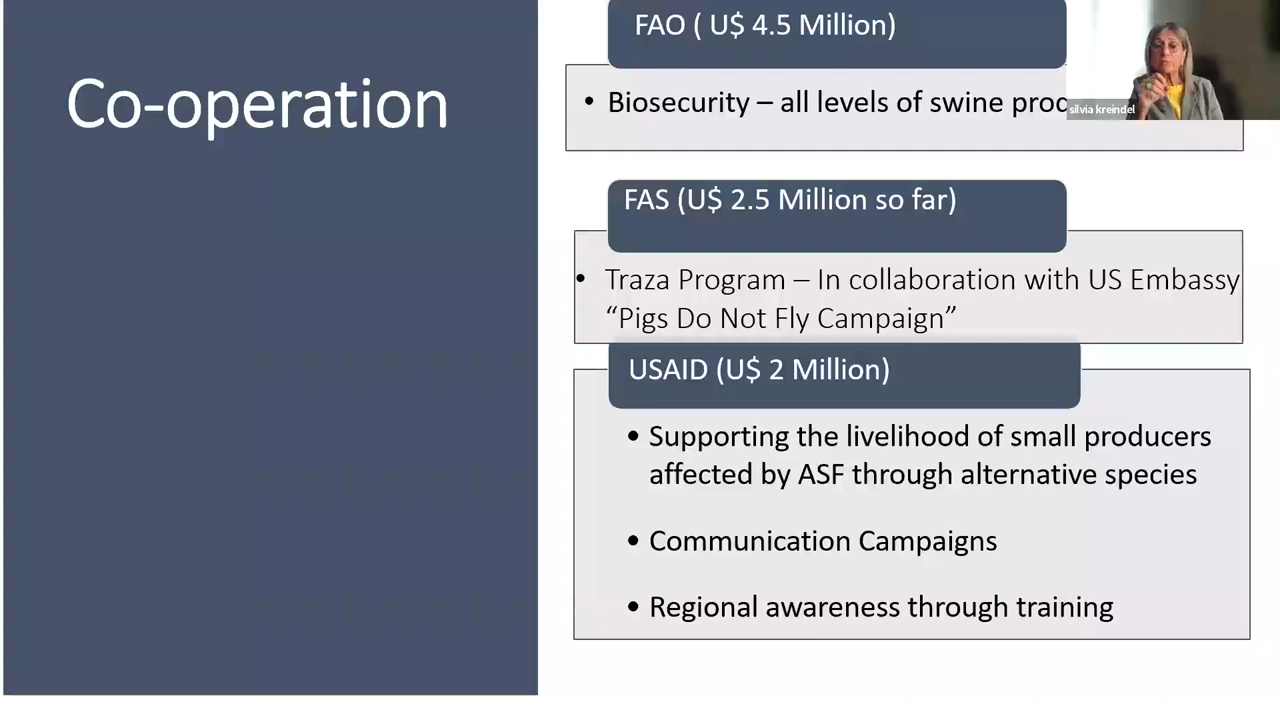 Co-operation
FAO ( U$ 4.5 Million)
• Biosecurity – all levels of swine
silvia kreindel
FAS (U$ 2.5 Million so far)
• Traza Program – In collaboration with US Embassy
“Pigs Do Not Fly Campaign”
USAID (U$ 2 Million)
• Supporting the livelihood of small producers
affected by ASF through alternative species
• Communication Campaigns
• Regional awareness through training